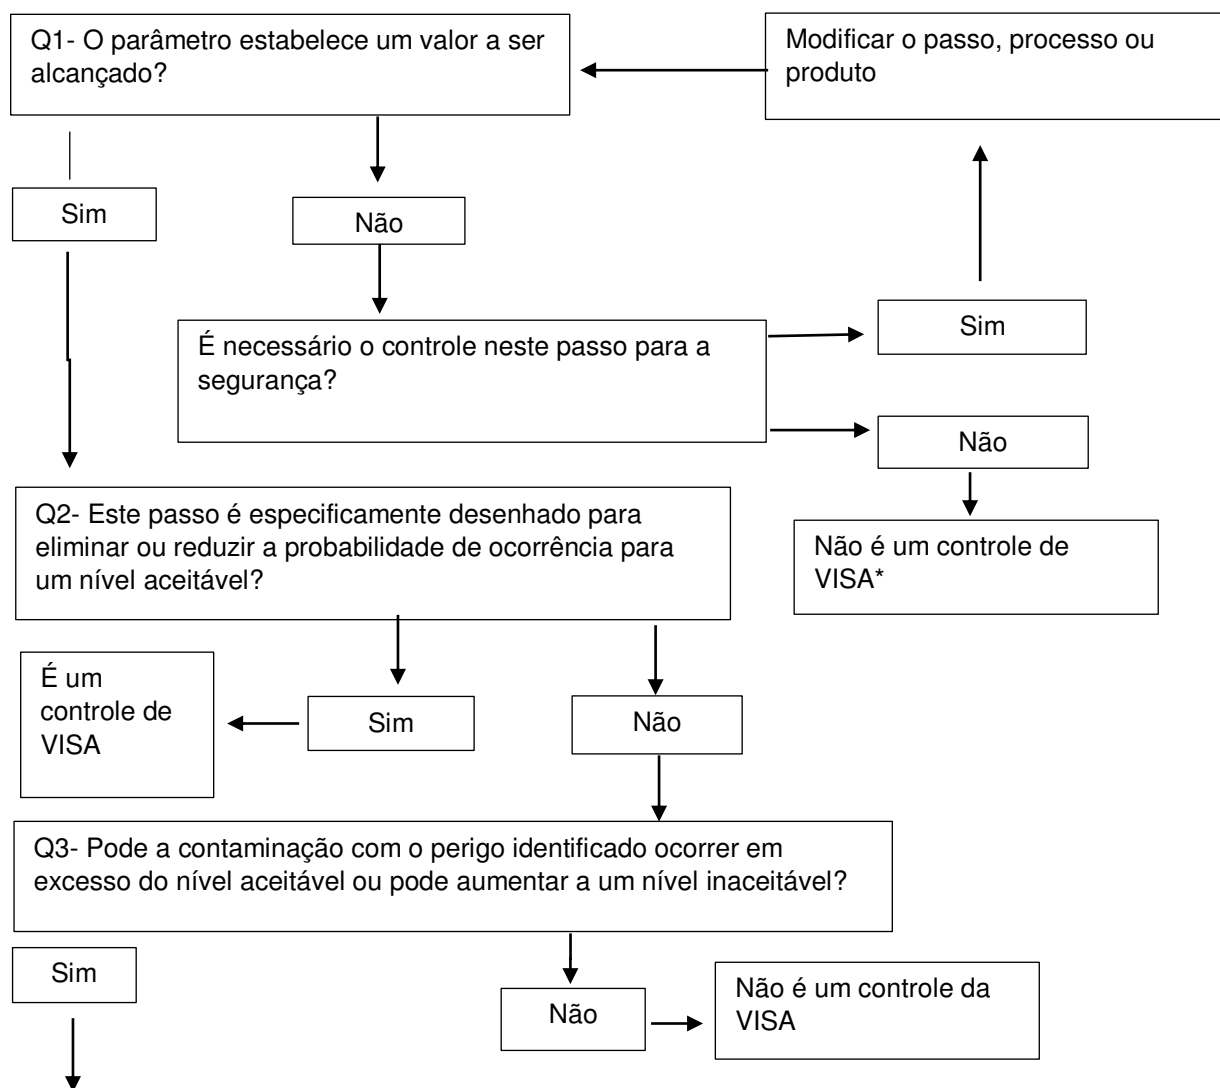 Q1- O parâmetro estabelece um valor a ser
alcançado?
Modificar o passo, processo ou
produto
Sim
Não
É necessário o controle neste passo para a
segurança?
Sim
Não
Q2- Este passo é especificamente desenhado para
eliminar ou reduzir a probabilidade de ocorrência para
um nível aceitável?
Não é um controle de
VISA*
É um
controle de
VISA
Sim
Não
Q3- Pode a contaminação com o perigo identificado ocorrer em
excesso do nível aceitável ou pode aumentar a um nível inaceitável?
Sim
Não
Não é um controle da
VISA